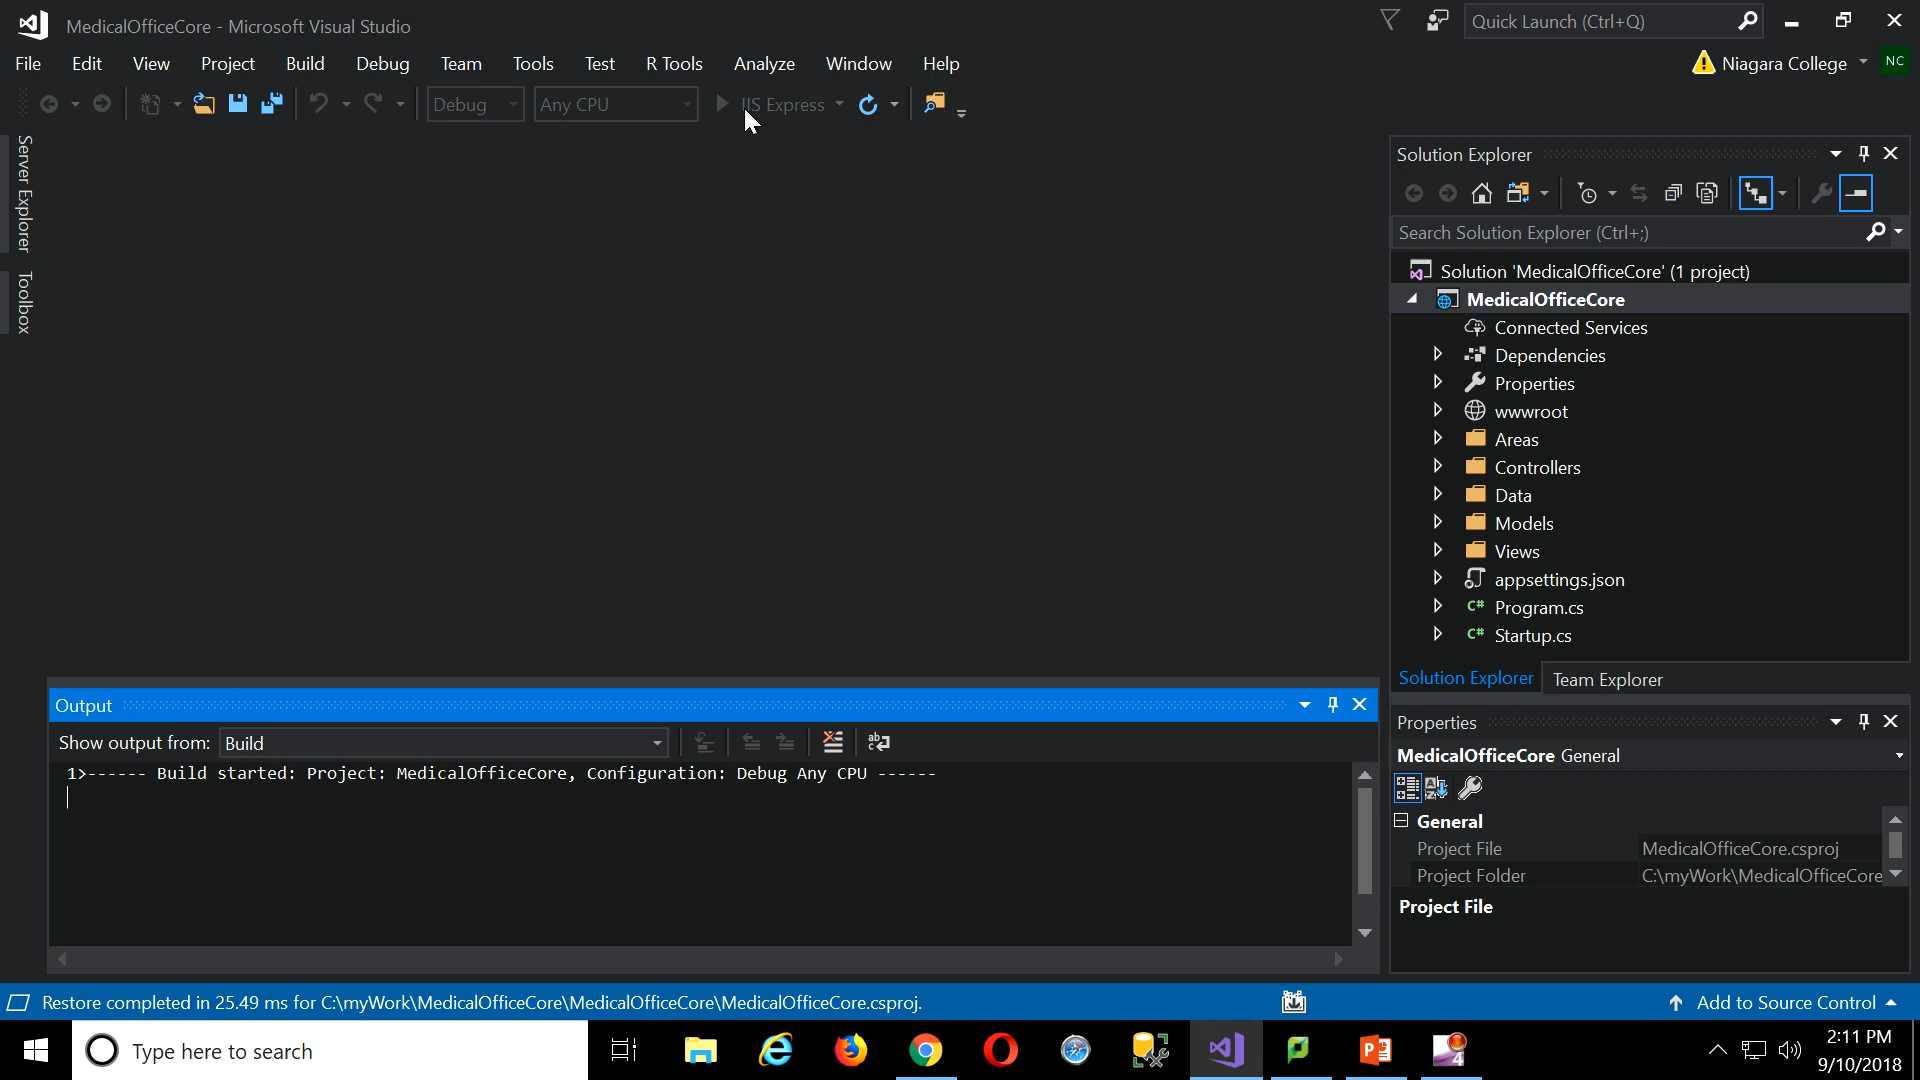 MedicalOfficeCore - Microsoft Visual Studio
Quick Launch (Ctrl+Q)
File Edit View Project Build Debug Team Tools Test R Tools Analyze Window Help
Niagara College NC
Debug Any CPU IIS Express
Server Explorer
Toolbox
Solution Explorer
Search Solution Explorer (Ctrl+;)
Solution 'MedicalOfficeCore' (1 project)
MedicalOfficeCore
Connected Services
Dependencies
Properties
wwwroot
Areas
Controllers
Data
Models
Views
appsettings.json
C# Program.cs
C# Startup.cs
Solution Explorer Team Explorer
Output
Show output from: Build
1>------ Build started: Project: MedicalOfficeCore, Configuration: Debug Any CPU ------
Properties
MedicalOfficeCore General
General
Project File MedicalOfficeCore.csproj
Project Folder C:\myWork\MedicalOfficeCore
Project File
Restore completed in 25.49 ms for C:\myWork\MedicalOfficeCore\MedicalOfficeCore\MedicalOfficeCore.csproj.
Add to Source Control
Type here to search
2:11 PM
9/10/2018